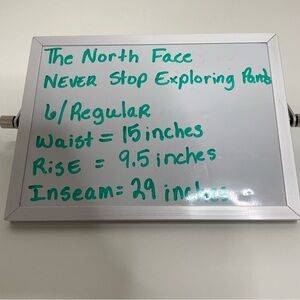 The North Face
NEVER Stop Exploring Pants
6/Regular
Waist = 15 inches
Rise = 9.5 inches
Inseam = 29 inches